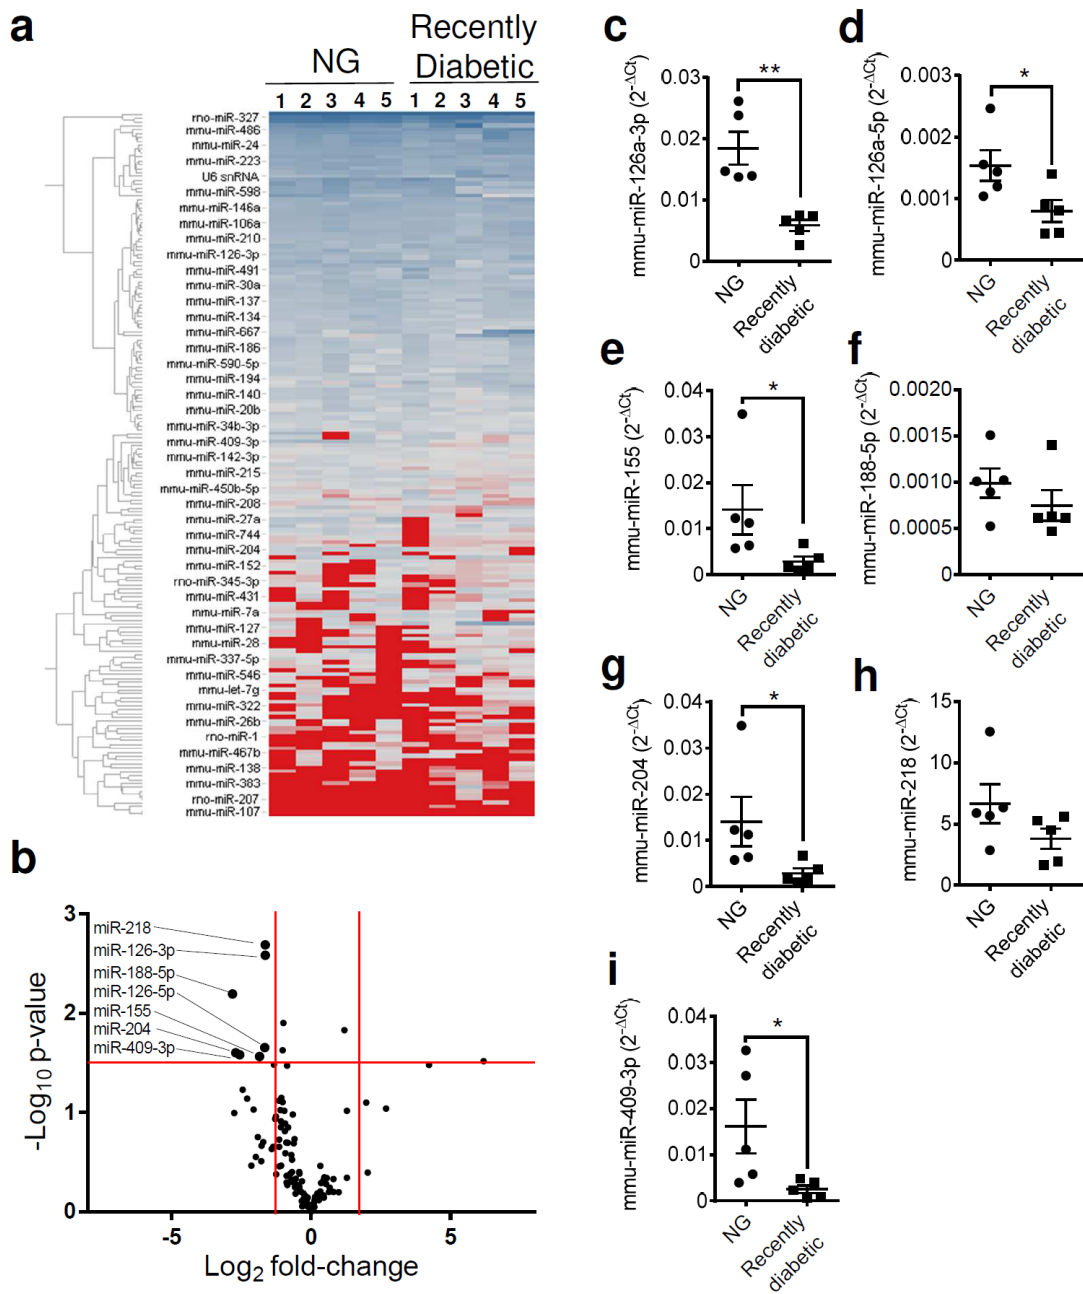 a
NG
Recently
Diabetic
1 2 3 4 5 1 2 3 4 5
rno-miR-327
mmu-miR-486
mmu-miR-24
mmu-miR-223
U6 snRNA
mmu-miR-598
mmu-miR-146a
mmu-miR-106a
mmu-miR-210
mmu-miR-126-3p
mmu-miR-491
mmu-miR-30a
mmu-miR-137
mmu-miR-134
mmu-miR-667
mmu-miR-186
mmu-miR-590-5p
mmu-miR-194
mmu-miR-140
mmu-miR-20b
mmu-miR-34b-3p
mmu-miR-409-3p
mmu-miR-142-3p
mmu-miR-215
mmu-miR-450b-5p
mmu-miR-208
mmu-miR-27a
mmu-miR-744
mmu-miR-204
mmu-miR-152
rno-miR-345-3p
mmu-miR-431
mmu-miR-7a
mmu-miR-127
mmu-miR-28
mmu-miR-337-5p
mmu-miR-546
mmu-let-7g
mmu-miR-322
mmu-miR-26b
rno-miR-1
mmu-miR-467b
mmu-miR-138
mmu-miR-383
rno-miR-207
mmu-miR-107
b
3
2
1
0
-Log10 p-value
miR-218
miR-126-3p
miR-188-5p
miR-126-5p
miR-155
miR-204
miR-409-3p
-5 0 5
Log2 fold-change
c
mmu-miR-126a-3p (2-ΔCt)
0.03
0.02
0.01
0
**
NG
Recently
diabetic
d
mmu-miR-126a-5p (2-ΔCt)
0.003
0.002
0.001
0
*
NG
Recently
diabetic
e
mmu-miR-155 (2-ΔCt)
0.04
0.03
0.02
0.01
0
*
NG
Recently
diabetic
f
mmu-miR-188-5p (2-ΔCt)
0.0020
0.0015
0.0010
0.0005
0
NG
Recently
diabetic
g
mmu-miR-204 (2-ΔCt)
0.04
0.03
0.02
0.01
0
*
NG
Recently
diabetic
h
mmu-miR-218 (2-ΔCt)
15
10
5
0
NG
Recently
diabetic
i
mmu-miR-409-3p (2-ΔCt)
0.04
0.03
0.02
0.01
0
*
NG
Recently
diabetic